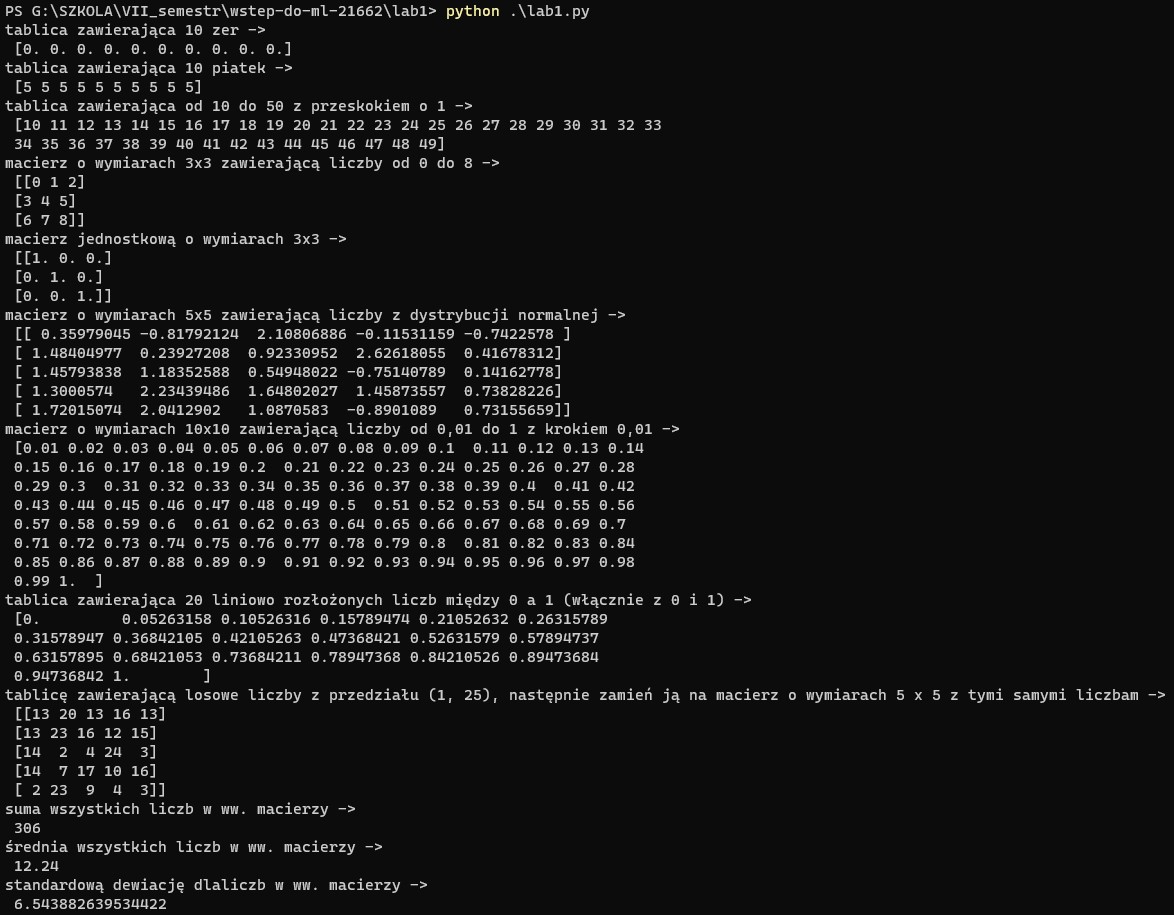 PS G:\SZKOLA\VII_semestr\wstep-do-ml-21662\lab1> python .\lab1.py
tablica zawierająca 10 zer ->
 [0. 0. 0. 0. 0. 0. 0. 0. 0. 0.]
tablica zawierająca 10 piatek ->
 [5 5 5 5 5 5 5 5 5 5]
tablica zawierająca od 10 do 50 z przeskokiem o 1 ->
 [10 11 12 13 14 15 16 17 18 19 20 21 22 23 24 25 26 27 28 29 30 31 32 33
 34 35 36 37 38 39 40 41 42 43 44 45 46 47 48 49]
macierz o wymiarach 3x3 zawierającą liczby od 0 do 8 ->
 [[0 1 2]
 [3 4 5]
 [6 7 8]]
macierz jednostkową o wymiarach 3x3 ->
 [[1. 0. 0.]
 [0. 1. 0.]
 [0. 0. 1.]]
macierz o wymiarach 5x5 zawierającą liczby z dystrybucji normalnej ->
 [[ 0.35979045 -0.81792124  2.10806886 -0.11531159 -0.7422578 ]
 [ 1.48404977  0.23927208  0.92330952  2.62618055  0.41678312]
 [ 1.45793838  1.18352588  0.54948022 -0.75140789  0.14162778]
 [ 1.3000574   2.23439486  1.64802027  1.45873557  0.73828226]
 [ 1.72015074  2.0412902   1.0870583  -0.8901089   0.73155659]]
macierz o wymiarach 10x10 zawierającą liczby od 0,01 do 1 z krokiem 0,01 ->
 [0.01 0.02 0.03 0.04 0.05 0.06 0.07 0.08 0.09 0.1  0.11 0.12 0.13 0.14
 0.15 0.16 0.17 0.18 0.19 0.2  0.21 0.22 0.23 0.24 0.25 0.26 0.27 0.28
 0.29 0.3  0.31 0.32 0.33 0.34 0.35 0.36 0.37 0.38 0.39 0.4  0.41 0.42
 0.43 0.44 0.45 0.46 0.47 0.48 0.49 0.5  0.51 0.52 0.53 0.54 0.55 0.56
 0.57 0.58 0.59 0.6  0.61 0.62 0.63 0.64 0.65 0.66 0.67 0.68 0.69 0.7
 0.71 0.72 0.73 0.74 0.75 0.76 0.77 0.78 0.79 0.8  0.81 0.82 0.83 0.84
 0.85 0.86 0.87 0.88 0.89 0.9  0.91 0.92 0.93 0.94 0.95 0.96 0.97 0.98
 0.99 1.  ]
tablica zawierająca 20 liniowo rozłożonych liczb między 0 a 1 (włącznie z 0 i 1) ->
 [0.         0.05263158 0.10526316 0.15789474 0.21052632 0.26315789
 0.31578947 0.36842105 0.42105263 0.47368421 0.52631579 0.57894737
 0.63157895 0.68421053 0.73684211 0.78947368 0.84210526 0.89473684
 0.94736842 1.        ]
tablicę zawierającą losowe liczby z przedziału (1, 25), następnie zamień ją na macierz o wymiarach 5 x 5 z tymi samymi liczbam ->
 [[13 20 13 16 13]
 [13 23 16 12 15]
 [14  2  4 24  3]
 [14  7 17 10 16]
 [ 2 23  9  4  3]]
suma wszystkich liczb w ww. macierzy ->
 306
średnia wszystkich liczb w ww. macierzy ->
 12.24
standardową dewiację dlaliczb w ww. macierzy ->
 6.543882639534422